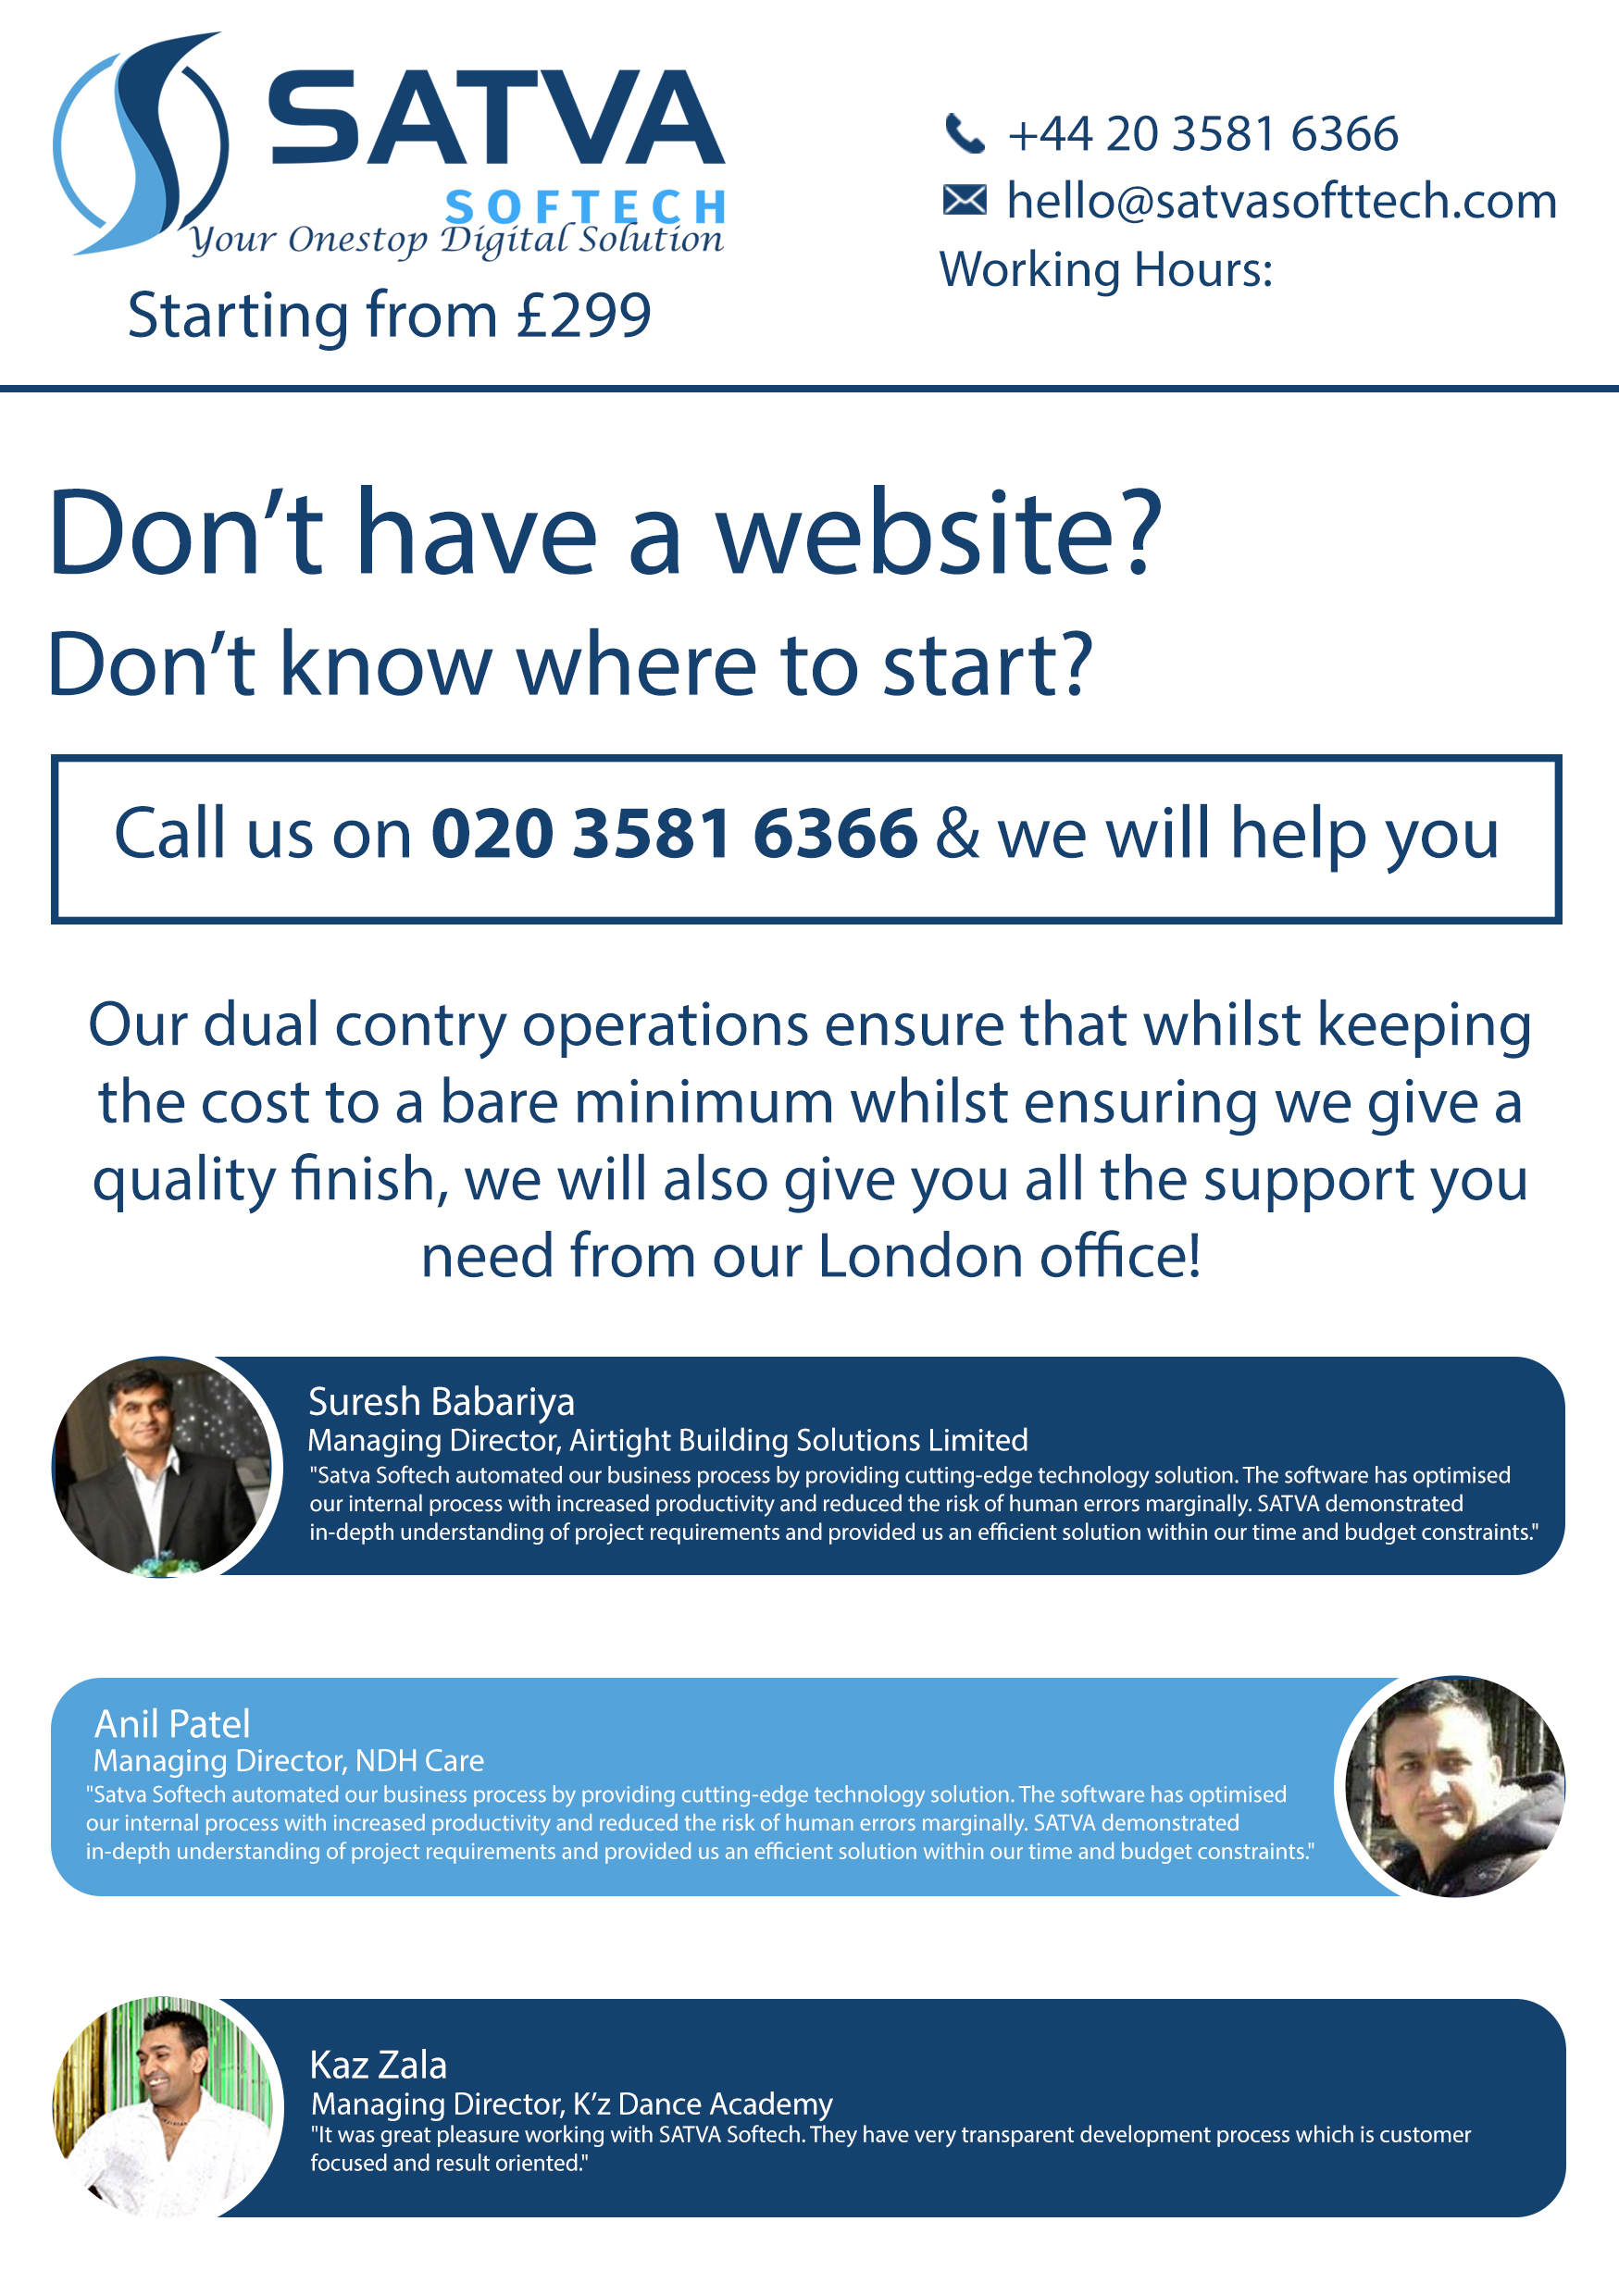 SATVA
SOFTECH
Your Onestop Digital Solution
Starting from £299
+44 20 3581 6366
hello@satvasofttech.com
Working Hours:
Don’t have a website?
Don’t know where to start?
Call us on 020 3581 6366 & we will help you
Our dual contry operations ensure that whilst keeping
the cost to a bare minimum whilst ensuring we give a
quality finish, we will also give you all the support you
need from our London office!
Suresh Babariya
Managing Director, Airtight Building Solutions Limited
"Satva Softech automated our business process by providing cutting-edge technology solution. The software has optimised
our internal process with increased productivity and reduced the risk of human errors marginally. SATVA demonstrated
in-depth understanding of project requirements and provided us an efficient solution within our time and budget constraints."
Anil Patel
Managing Director, NDH Care
"Satva Softech automated our business process by providing cutting-edge technology solution. The software has optimised
our internal process with increased productivity and reduced the risk of human errors marginally. SATVA demonstrated
in-depth understanding of project requirements and provided us an efficient solution within our time and budget constraints."
Kaz Zala
Managing Director, K’z Dance Academy
"It was great pleasure working with SATVA Softech. They have very transparent development process which is customer
focused and result oriented."